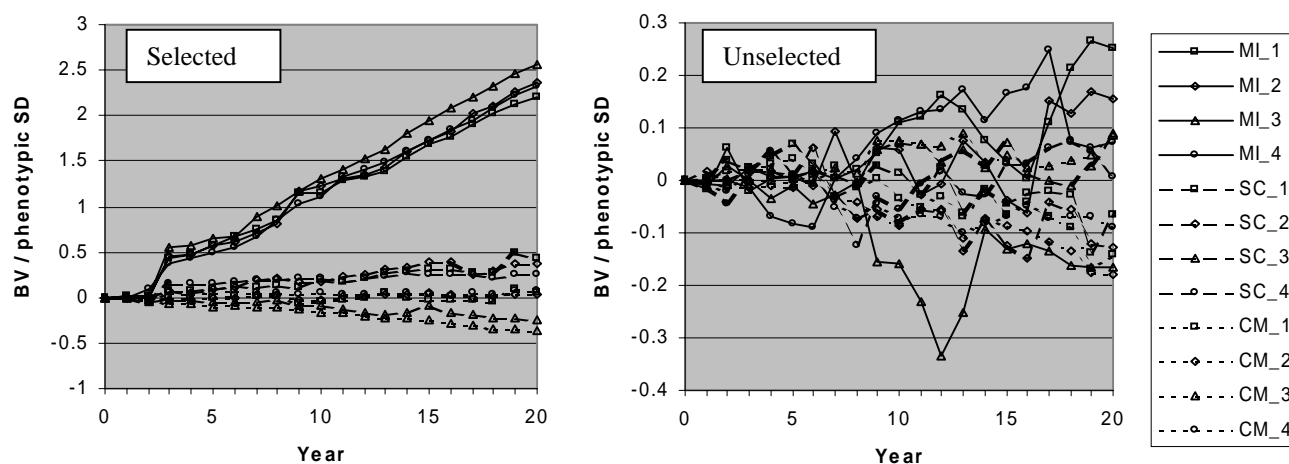 Selected
BV / phenotypic SD
3
2.5
2
1.5
1
0.5
0
-0.5
-1
0 5 10 15 20
Year
Unselected
BV / phenotypic SD
0.3
0.2
0.1
0
-0.1
-0.2
-0.3
-0.4
0 5 10 15 20
Year
MI_1
MI_2
MI_3
MI_4
SC_1
SC_2
SC_3
SC_4
CM_1
CM_2
CM_3
CM_4